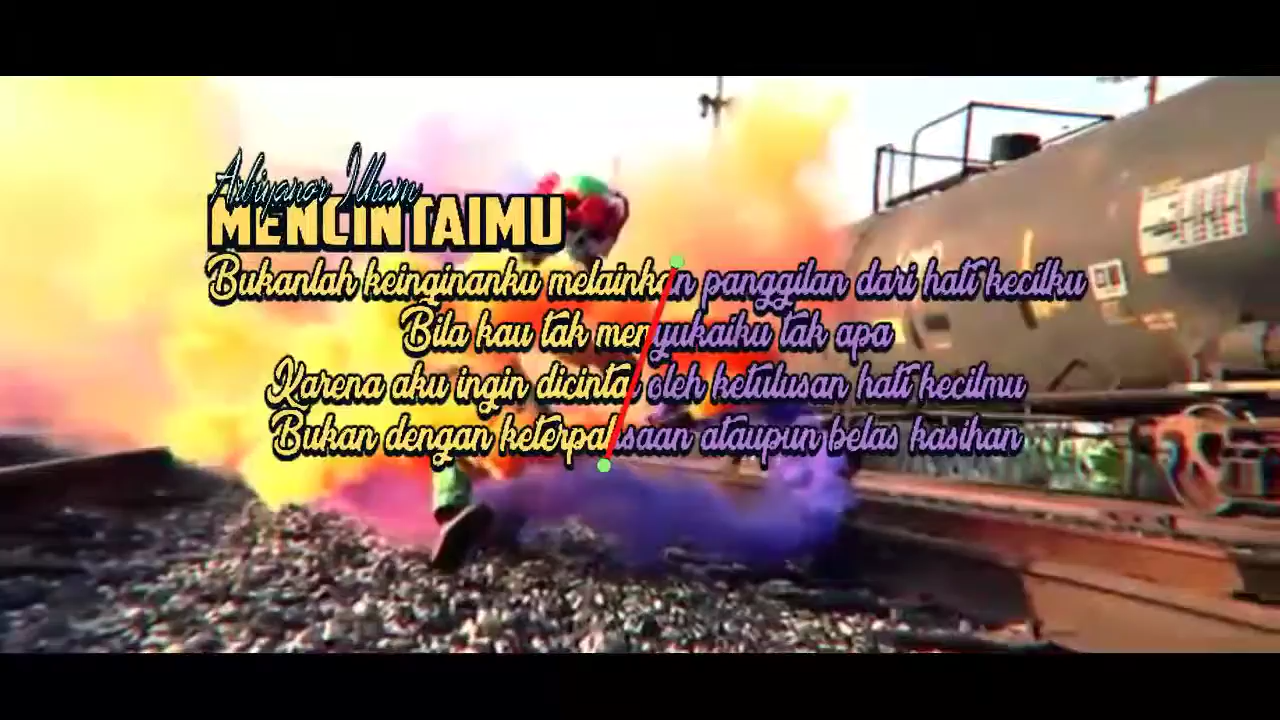 Arbiyanor Ilham
MENCINTAIMU
Bukanlah keinginanku melainkan panggilan dari hati kecilku
Bila kau tak menyukaiku tak apa
Karena aku ingin dicintai oleh ketulusan hati kecilmu
Bukan dengan keterpaksaan ataupun belas kasihan